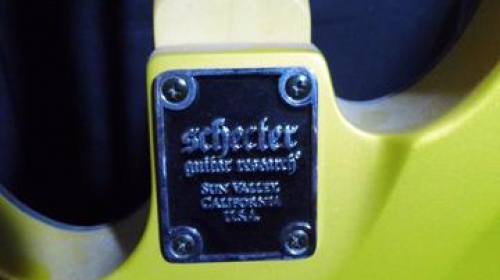 schecter
guitar research®
SUN VALLEY,
CALIFORNIA
U.S.A.